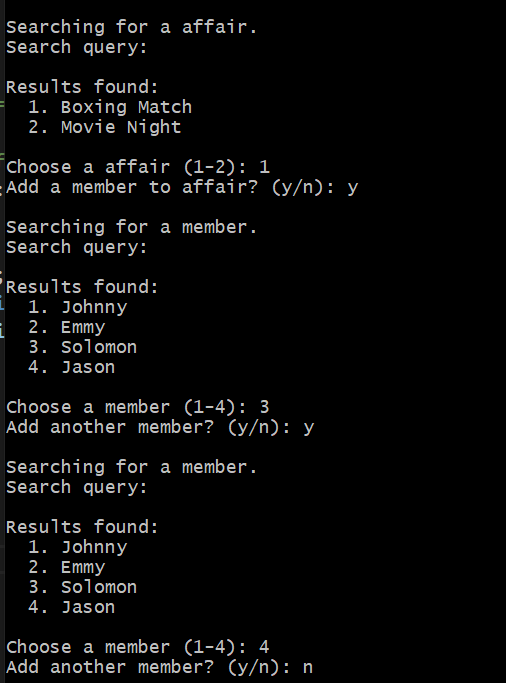 Searching for a affair.
Search query:
Results found:
1. Boxing Match
2. Movie Night
Choose a affair (1-2): 1
Add a member to affair? (y/n): y
Searching for a member.
Search query:
Results found:
1. Johnny
2. Emmy
3. Solomon
4. Jason
Choose a member (1-4): 3
Add another member? (y/n): y
Searching for a member.
Search query:
Results found:
1. Johnny
2. Emmy
3. Solomon
4. Jason
Choose a member (1-4): 4
Add another member? (y/n): n